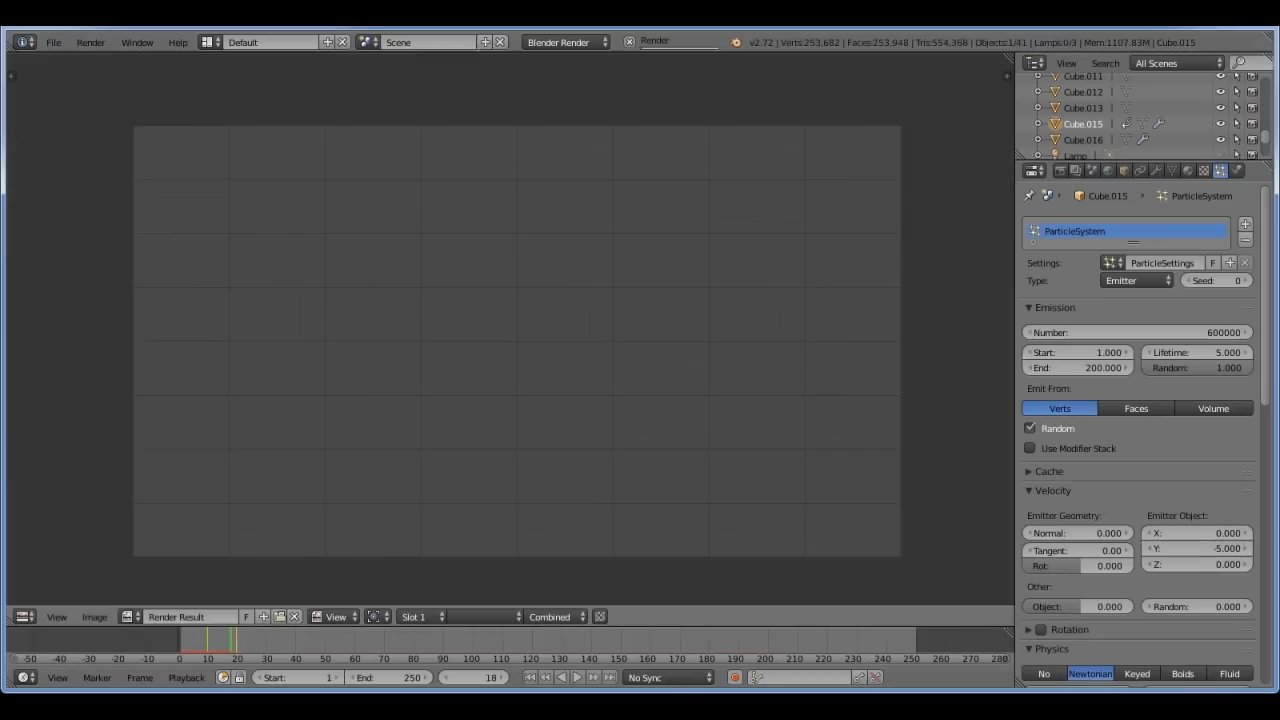 File Render Window Help Default Scene Blender Render Render v2.72 | Verts:253,682 | Faces:253,948 | Tris:554,368 | Objects:1/41 | Lamps:0/3 | Mem:1107.83M | Cube.015
View Search All Scenes
Cube.011
Cube.012
Cube.013
Cube.015
Cube.016
Lamp
Cube.015 ParticleSystem
ParticleSystem
Settings: ParticleSettings F
Type: Emitter Seed: 0
Emission
Number: 600000
Start: 1.000 Lifetime: 5.000
End: 200.000 Random: 1.000
Emit From:
Verts Faces Volume
Random
Use Modifier Stack
Cache
Velocity
Emitter Geometry: Emitter Object:
Normal: 0.000 X: 0.000
Tangent: 0.00 Y: -5.000
Rot: 0.000 Z: 0.000
Other:
Object: 0.000 Random: 0.000
Rotation
Physics
No Newtonian Keyed Boids Fluid
View Image Render Result F View Slot 1 Combined
-50 -40 -30 -20 -10 0 10 20 30 40 50 60 70 80 90 100 110 120 130 140 150 160 170 180 190 200 210 220 230 240 250 260 270 280
View Marker Frame Playback Start: 1 End: 250 18 No Sync